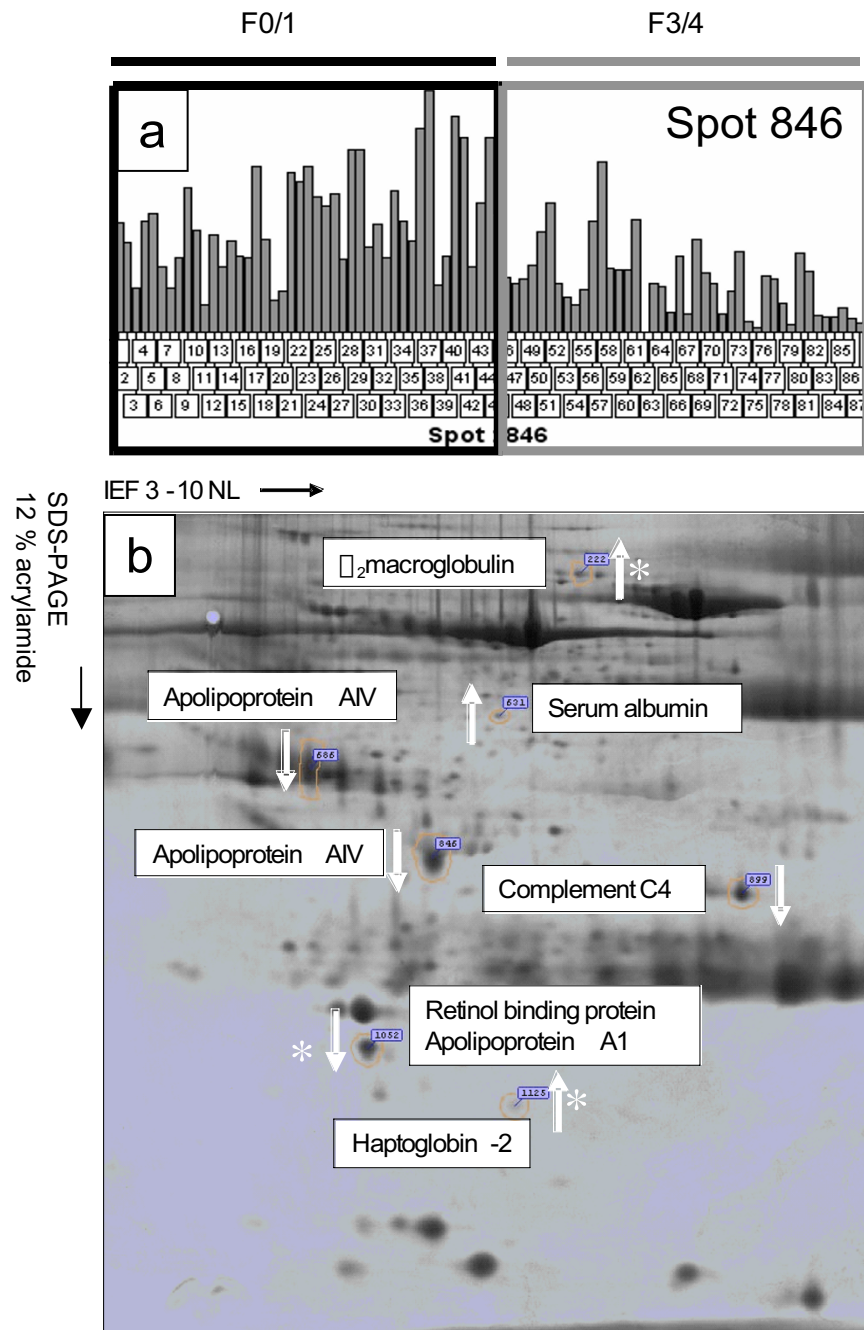 F0/1 F3/4
a Spot 846
4 7 10 13 16 19 22 25 28 31 34 37 40 43 49 52 55 58 61 64 67 70 73 76 79 82 85
2 5 8 11 14 17 20 23 26 29 32 35 38 41 44 47 50 53 56 59 62 65 68 71 74 77 80 83 86
3 6 9 12 15 18 21 24 27 30 33 36 39 42 48 51 54 57 60 63 66 69 72 75 78 81 84
Spot 846
IEF 3 - 10 NL
SDS-PAGE
12 % acrylamide
b
□₂macroglobulin 222 *
Apolipoprotein AIV
531 Serum albumin
585
Apolipoprotein AIV 846
Complement C4 899
Retinol binding protein
Apolipoprotein A1
* 1052
1125 *
Haptoglobin -2